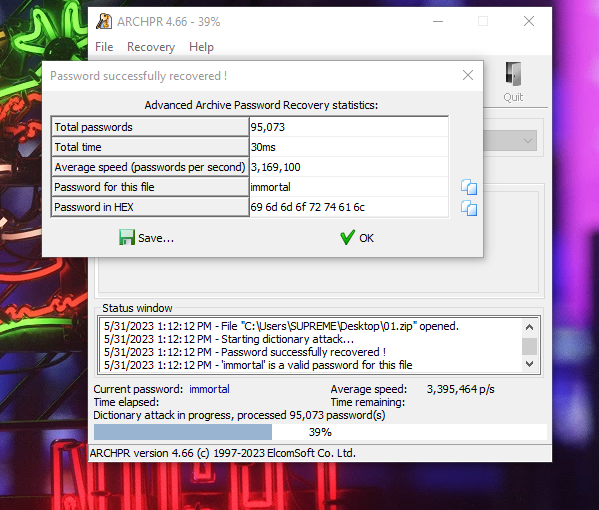 ARCHPR 4.66 - 39%
File Recovery Help
Password successfully recovered !
Quit
Advanced Archive Password Recovery statistics:
Total passwords 95,073
Total time 30ms
Average speed (passwords per second) 3,169,100
Password for this file immortal
Password in HEX 69 6d 6d 6f 72 74 61 6c
Save... OK
Status window
5/31/2023 1:12:12 PM - File "C:\Users\SUPREME\Desktop\01.zip" opened.
5/31/2023 1:12:12 PM - Starting dictionary attack...
5/31/2023 1:12:12 PM - Password successfully recovered !
5/31/2023 1:12:12 PM - 'immortal' is a valid password for this file
Current password: immortal Average speed: 3,395,464 p/s
Time elapsed: Time remaining:
Dictionary attack in progress, processed 95,073 password(s)
39%
ARCHPR version 4.66 (c) 1997-2023 ElcomSoft Co. Ltd.